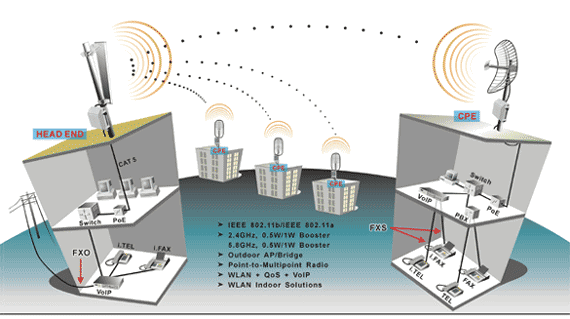 HEAD END
CAT 5
Switch
PoE
FXO
I.TEL
I.FAX
VoIP
CPE
CPE
CPE
➤ IEEE 802.11b/IEEE 802.11a
➤ 2.4GHz, 0.5W/1W Booster
5.8GHz, 0.5W/1W Booster
➤ Outdoor AP/Bridge
➤ Point-to-Multipoint Radio
➤ WLAN + QoS + VoIP
➤ WLAN Indoor Solutions
CPE
Switch
VoIP
PoE
PBX
FXS
I.TEL
I.FAX
FAX
TEL